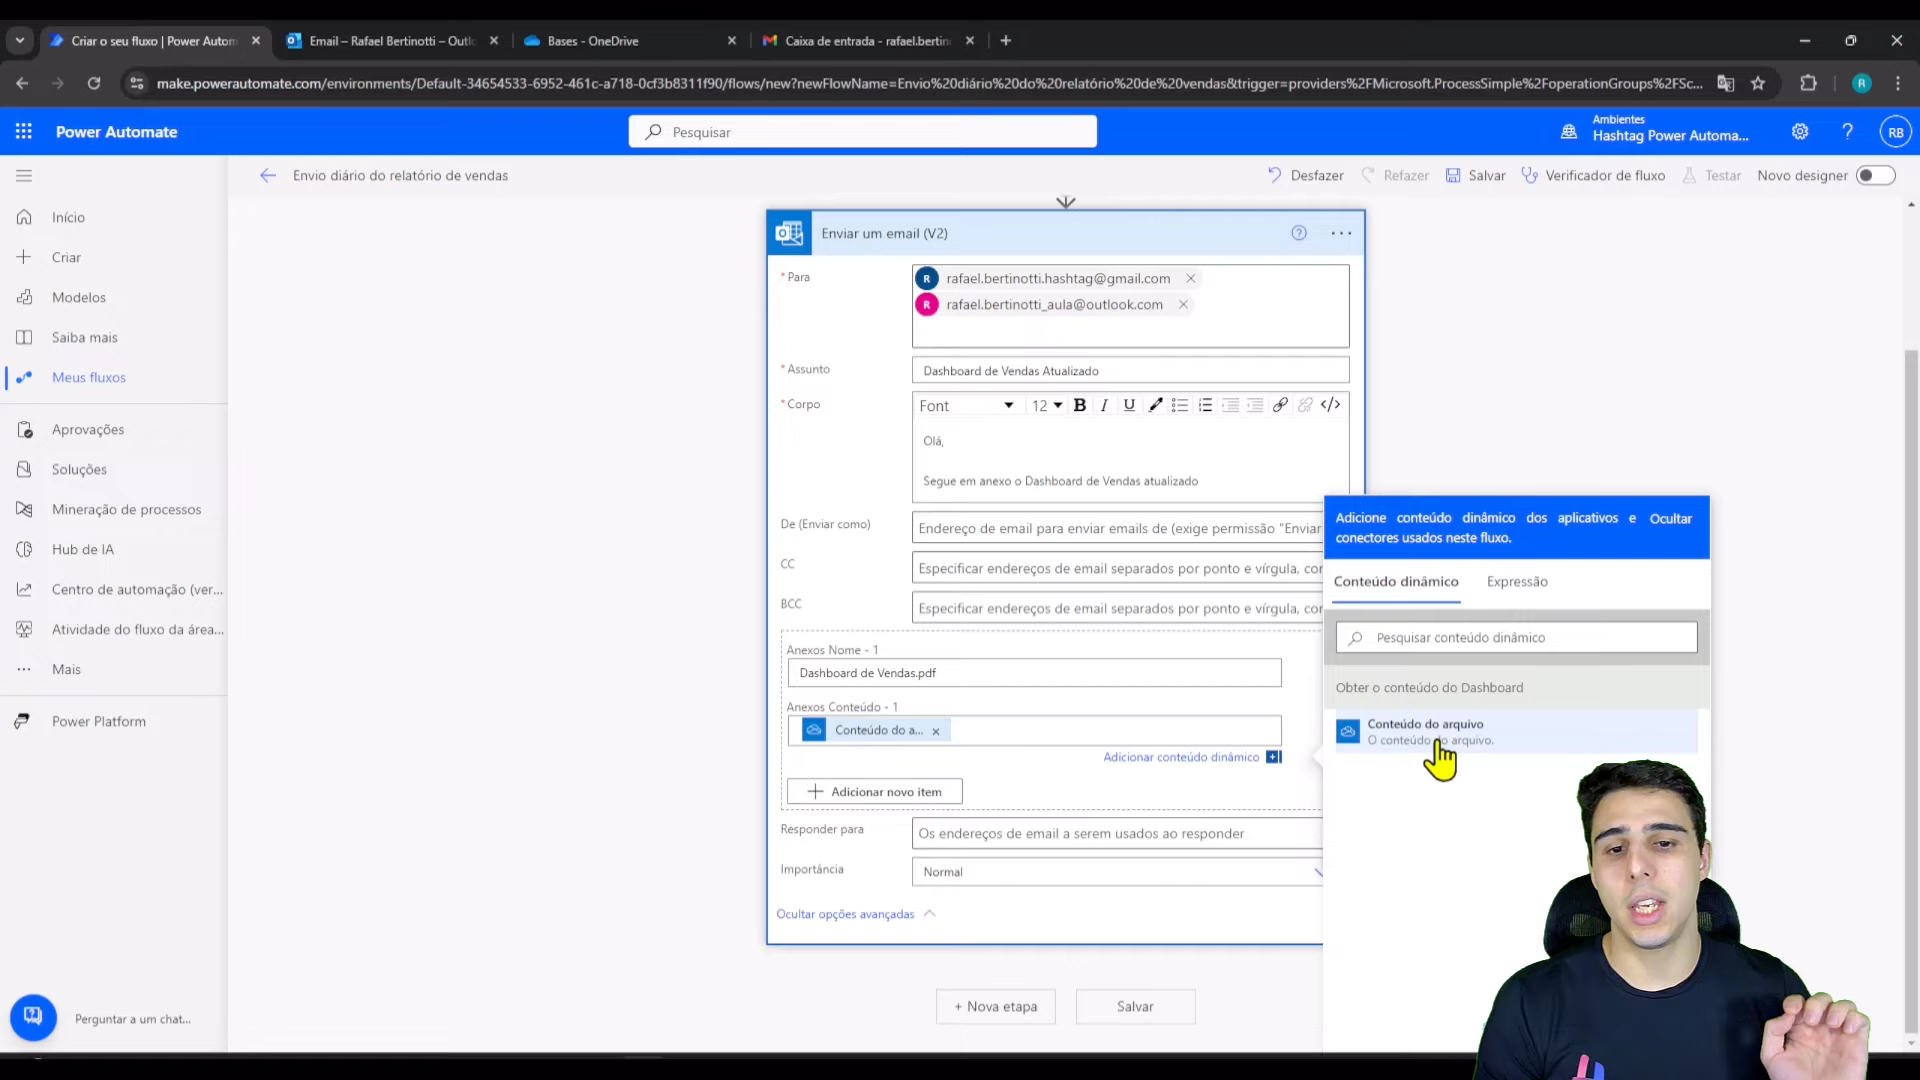 Criar o seu fluxo | Power Autom
Email – Rafael Bertinotti – Outl
Bases - OneDrive
Caixa de entrada - rafael.bertin
make.powerautomate.com/environments/Default-34654533-6952-461c-a718-0cf3b8311f90/flows/new?newFlowName=Envio%20diário%20do%20relatório%20de%20vendas&trigger=providers%2FMicrosoft.ProcessSimple%2FoperationGroups%2FSc...
R
Power Automate
Pesquisar
Ambientes
Hashtag Power Automa...
?
RB
Envio diário do relatório de vendas
Desfazer
Refazer
Salvar
Verificador de fluxo
Testar
Novo designer
Início
Criar
Modelos
Saiba mais
Meus fluxos
Aprovações
Soluções
Mineração de processos
Hub de IA
Centro de automação (ver...
Atividade do fluxo da área...
Mais
Power Platform
Perguntar a um chat...
Enviar um email (V2)
* Para
R rafael.bertinotti.hashtag@gmail.com
R rafael.bertinotti_aula@outlook.com
* Assunto
Dashboard de Vendas Atualizado
* Corpo
Font 12 B I U </>
Olá,
Segue em anexo o Dashboard de Vendas atualizado
De (Enviar como)
Endereço de email para enviar emails de (exige permissão "Enviar
CC
Especificar endereços de email separados por ponto e vírgula, cor
BCC
Especificar endereços de email separados por ponto e vírgula, cor
Anexos Nome - 1
Dashboard de Vendas.pdf
Anexos Conteúdo - 1
Conteúdo do a...
Adicionar conteúdo dinâmico
Adicionar novo item
Responder para
Os endereços de email a serem usados ao responder
Importância
Normal
Ocultar opções avançadas
+ Nova etapa
Salvar
Adicione conteúdo dinâmico dos aplicativos e
conectores usados neste fluxo.
Ocultar
Conteúdo dinâmico
Expressão
Pesquisar conteúdo dinâmico
Obter o conteúdo do Dashboard
Conteúdo do arquivo
O conteúdo do arquivo.